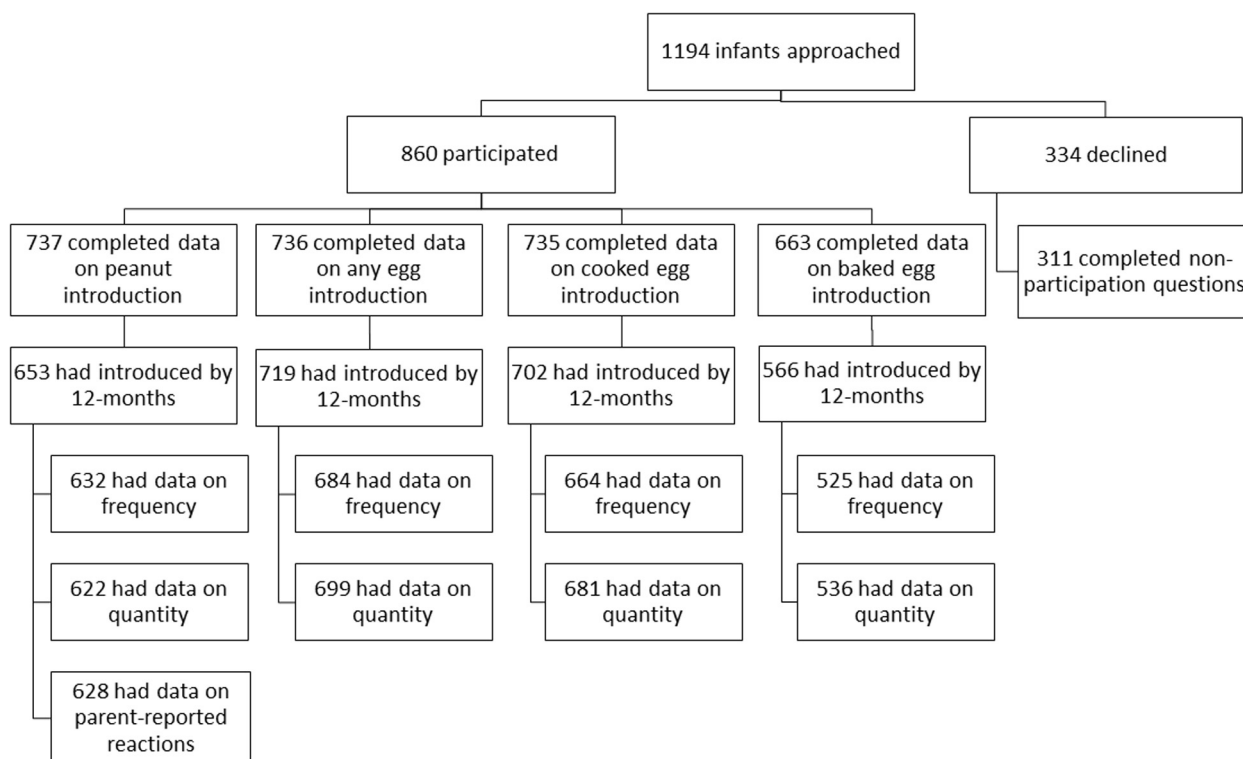 1194 infants approached
860 participated
334 declined
737 completed data
on peanut
introduction
736 completed data
on any egg
introduction
735 completed data
on cooked egg
introduction
663 completed data
on baked egg
introduction
311 completed non-
participation questions
653 had introduced by
12-months
719 had introduced by
12-months
702 had introduced by
12-months
566 had introduced by
12-months
632 had data on
frequency
684 had data on
frequency
664 had data on
frequency
525 had data on
frequency
622 had data on
quantity
699 had data on
quantity
681 had data on
quantity
536 had data on
quantity
628 had data on
parent-reported
reactions